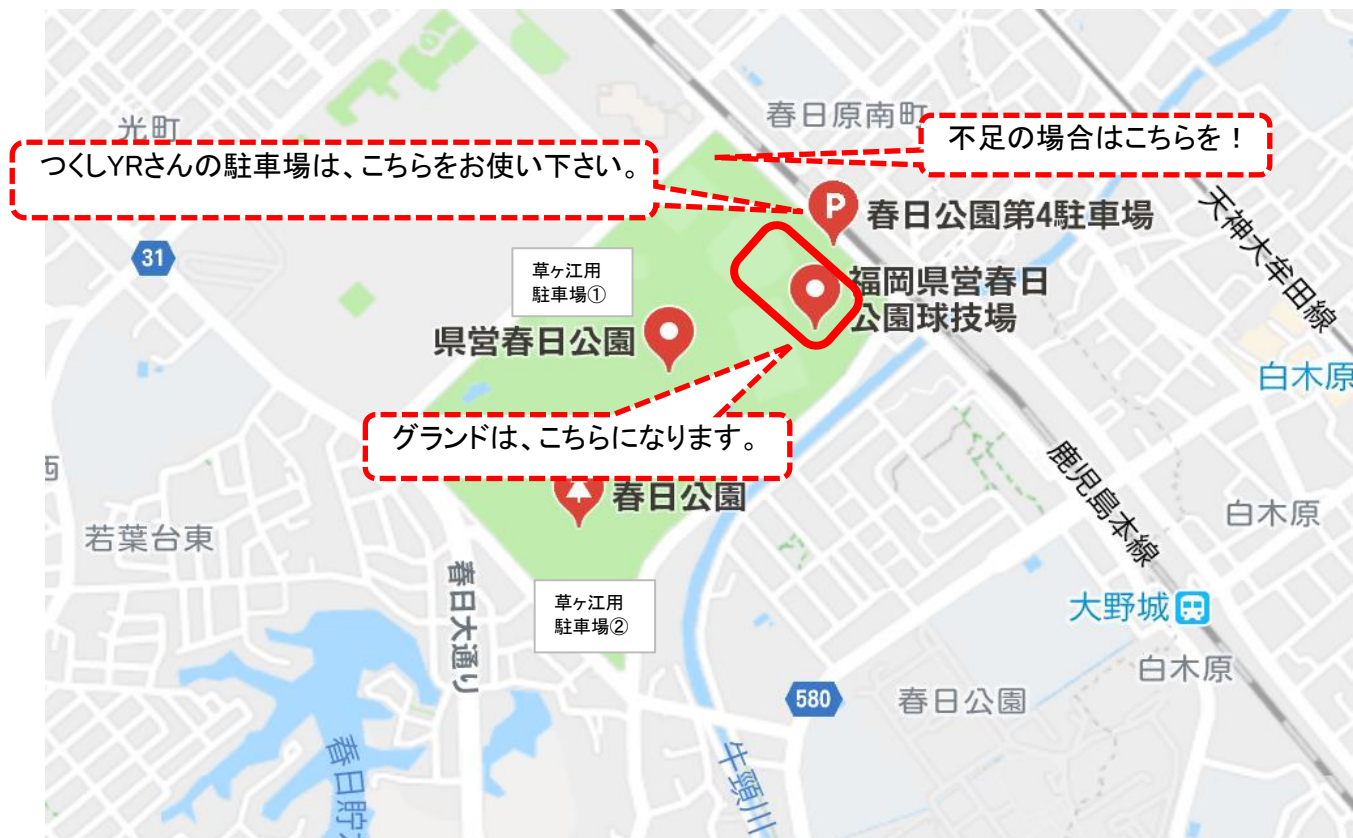 春日原南町
光町
不足の場合はこちらを！
つくしYRさんの駐車場は、こちらをお使い下さい。
春日公園第4駐車場
天神大牟田線
31
草ヶ江用
駐車場①
福岡県営春日
公園球技場
県営春日公園
白木原
グランドは、こちらになります。
鹿児島本線
西
春日公園
白木原
若葉台東
春日大通り
草ヶ江用
駐車場②
大野城
白木原
580
春日公園
牛頸川
春日貯